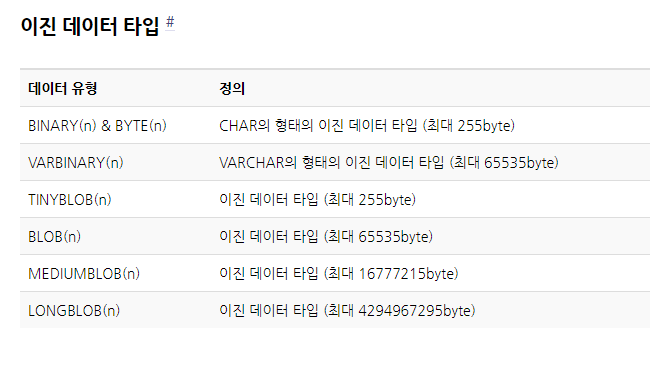 이진 데이터 타입 #
데이터 유형 정의
BINARY(n) & BYTE(n) CHAR의 형태의 이진 데이터 타입 (최대 255byte)
VARBINARY(n) VARCHAR의 형태의 이진 데이터 타입 (최대 65535byte)
TINYBLOB(n) 이진 데이터 타입 (최대 255byte)
BLOB(n) 이진 데이터 타입 (최대 65535byte)
MEDIUMBLOB(n) 이진 데이터 타입 (최대 16777215byte)
LONGBLOB(n) 이진 데이터 타입 (최대 4294967295byte)